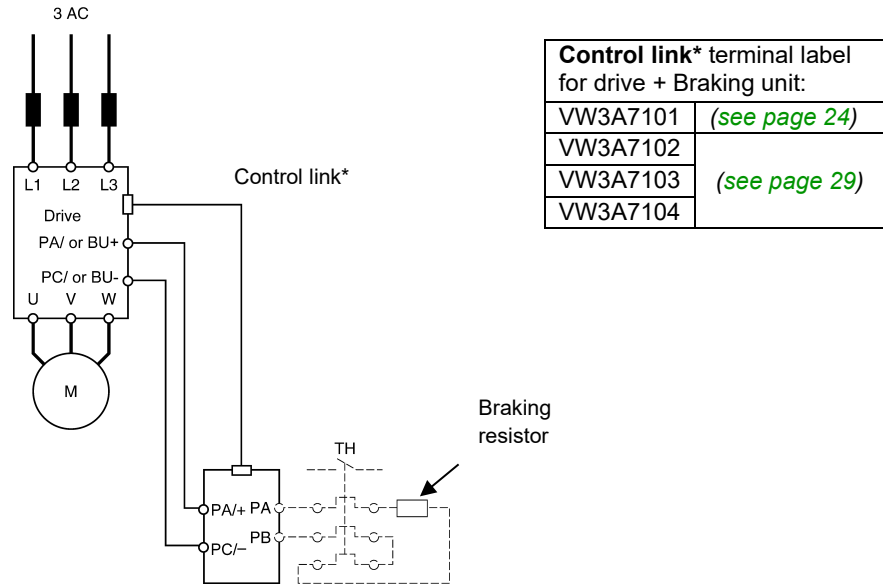 3 AC
L1 L2 L3
Control link*
Drive
PA/ or BU+
PC/ or BU-
U V W
M
Braking
resistor
TH
PA/+ PA
PB
PC/–
Control link* terminal label
for drive + Braking unit:
VW3A7101 (see page 24)
VW3A7102
VW3A7103 (see page 29)
VW3A7104